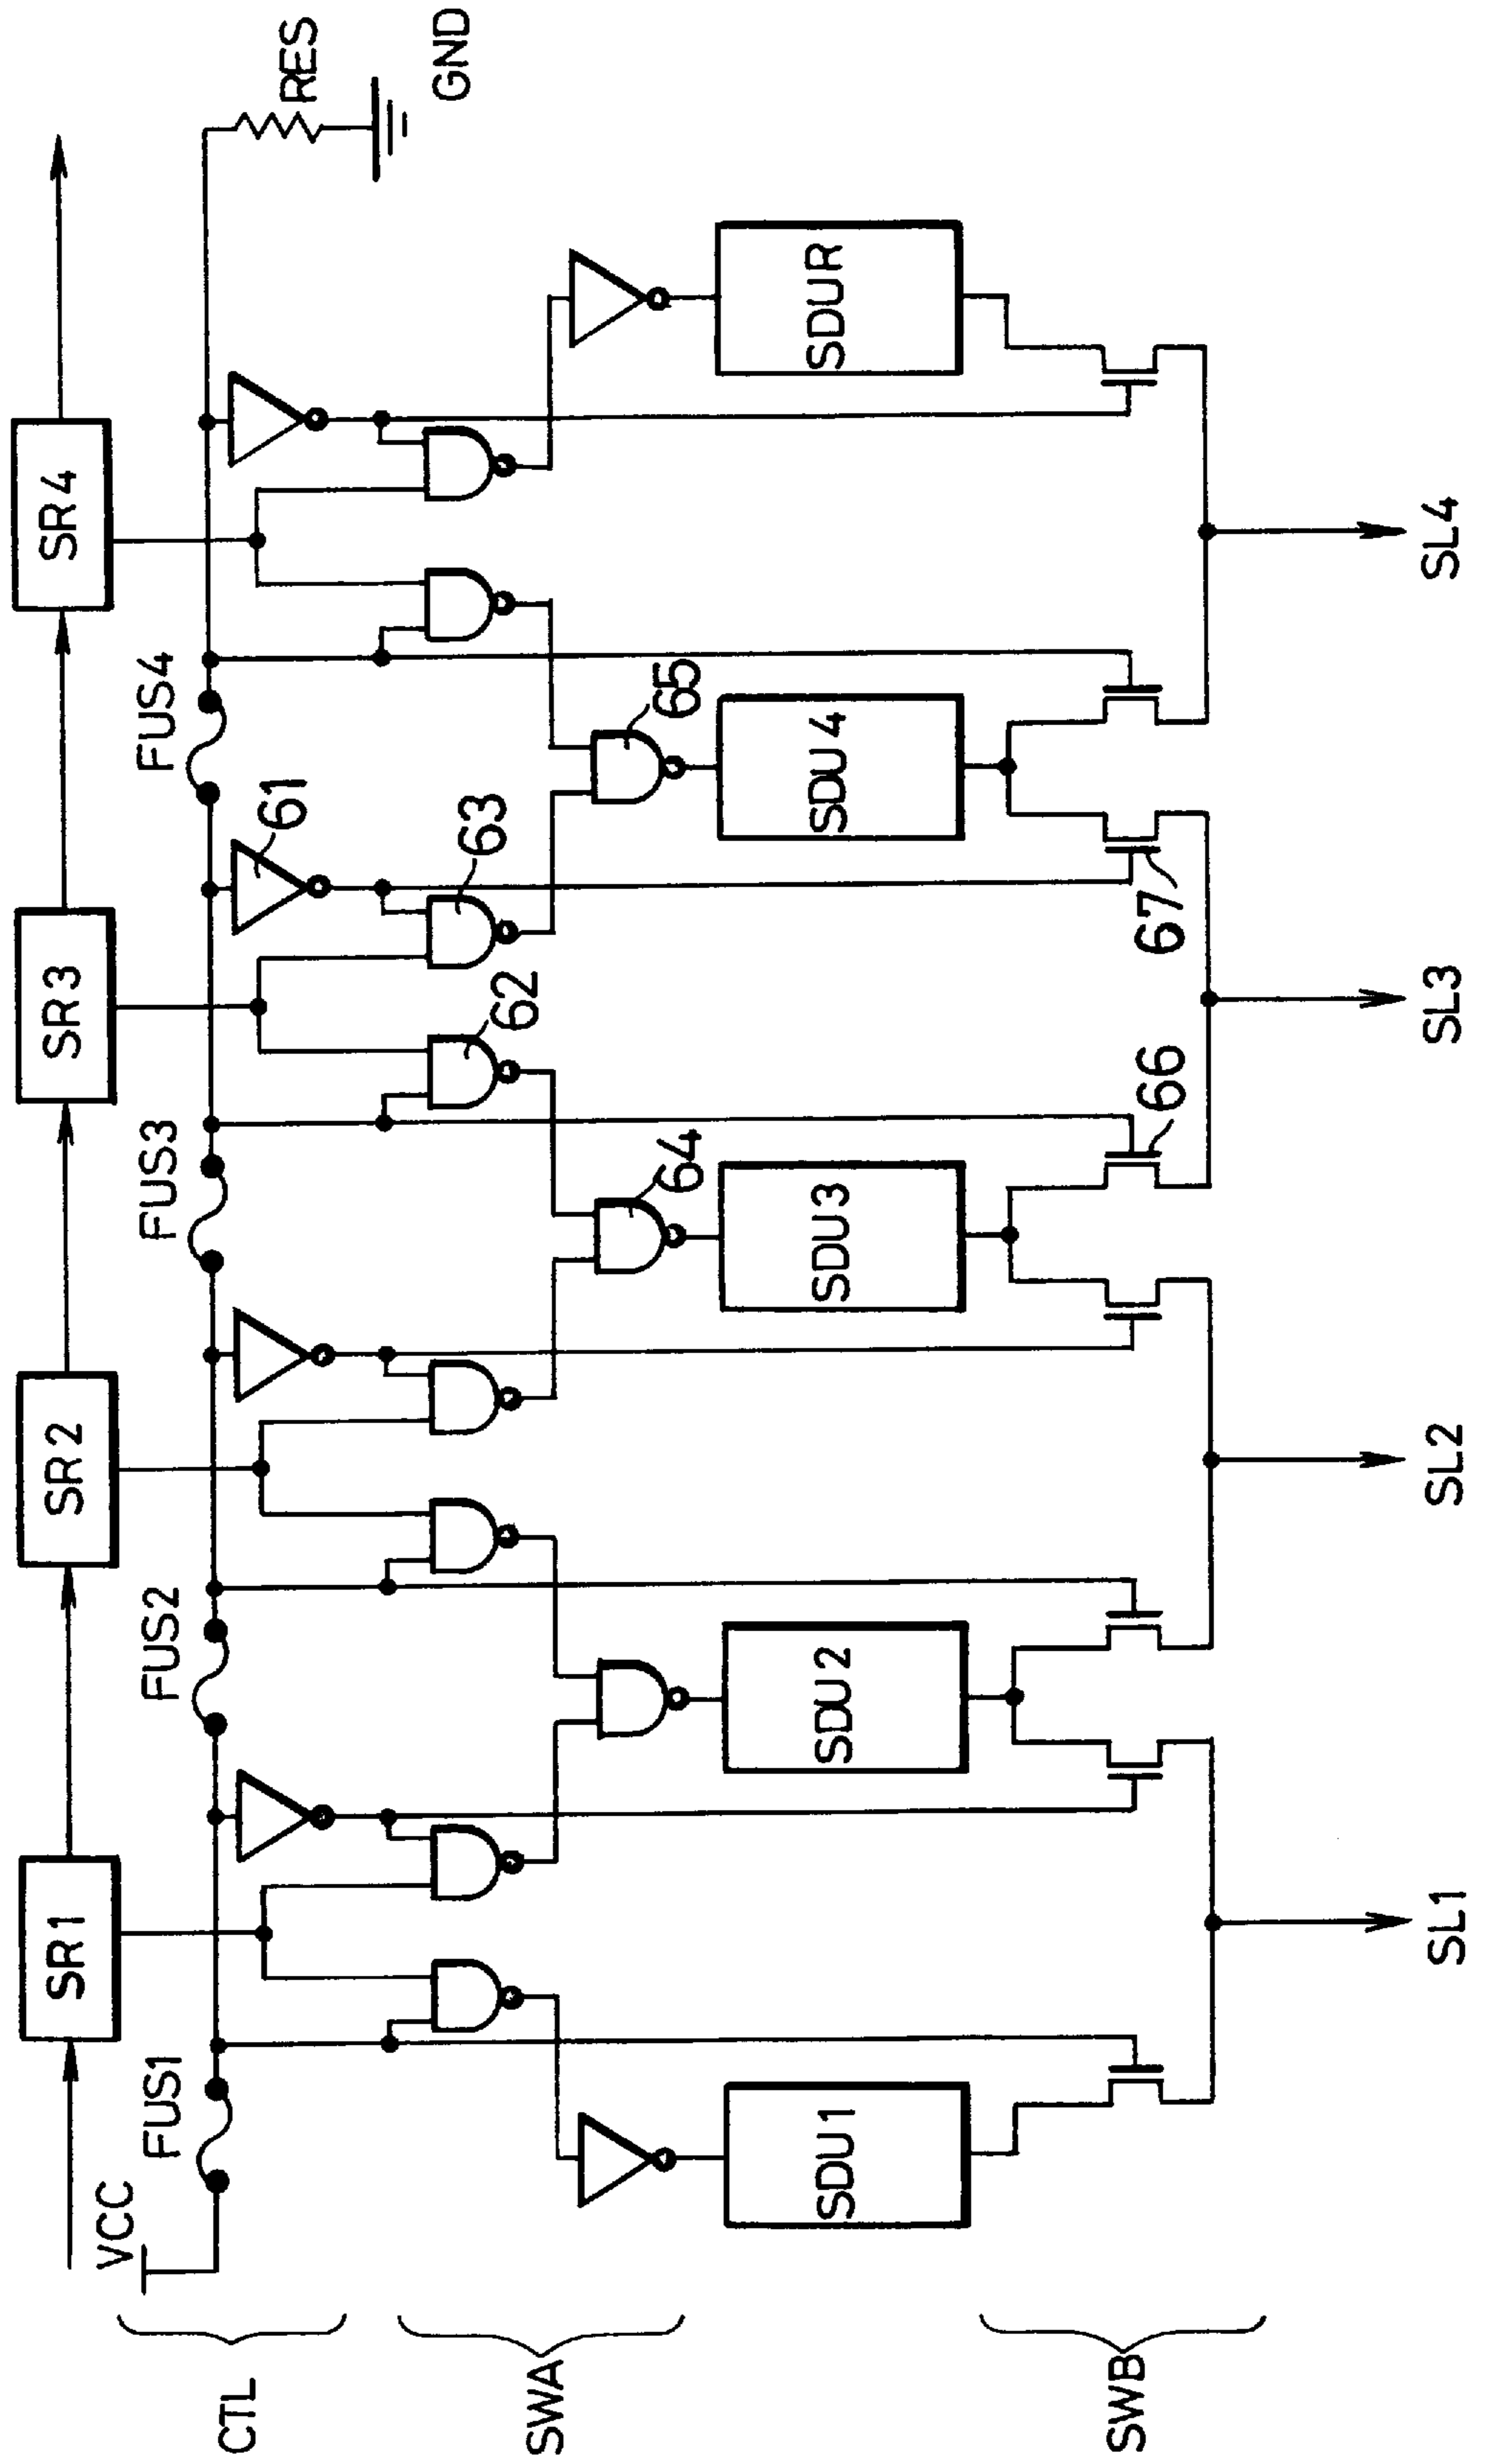 SR1
SR2
SR3
SR4
VCC
FUS1
FUS2
FUS3
FUS4
RES
GND
CTL
61
62
63
SWA
64
65
SDU1
SDU2
SDU3
SDU4
SDUR
SWB
66
67
SL1
SL2
SL3
SL4